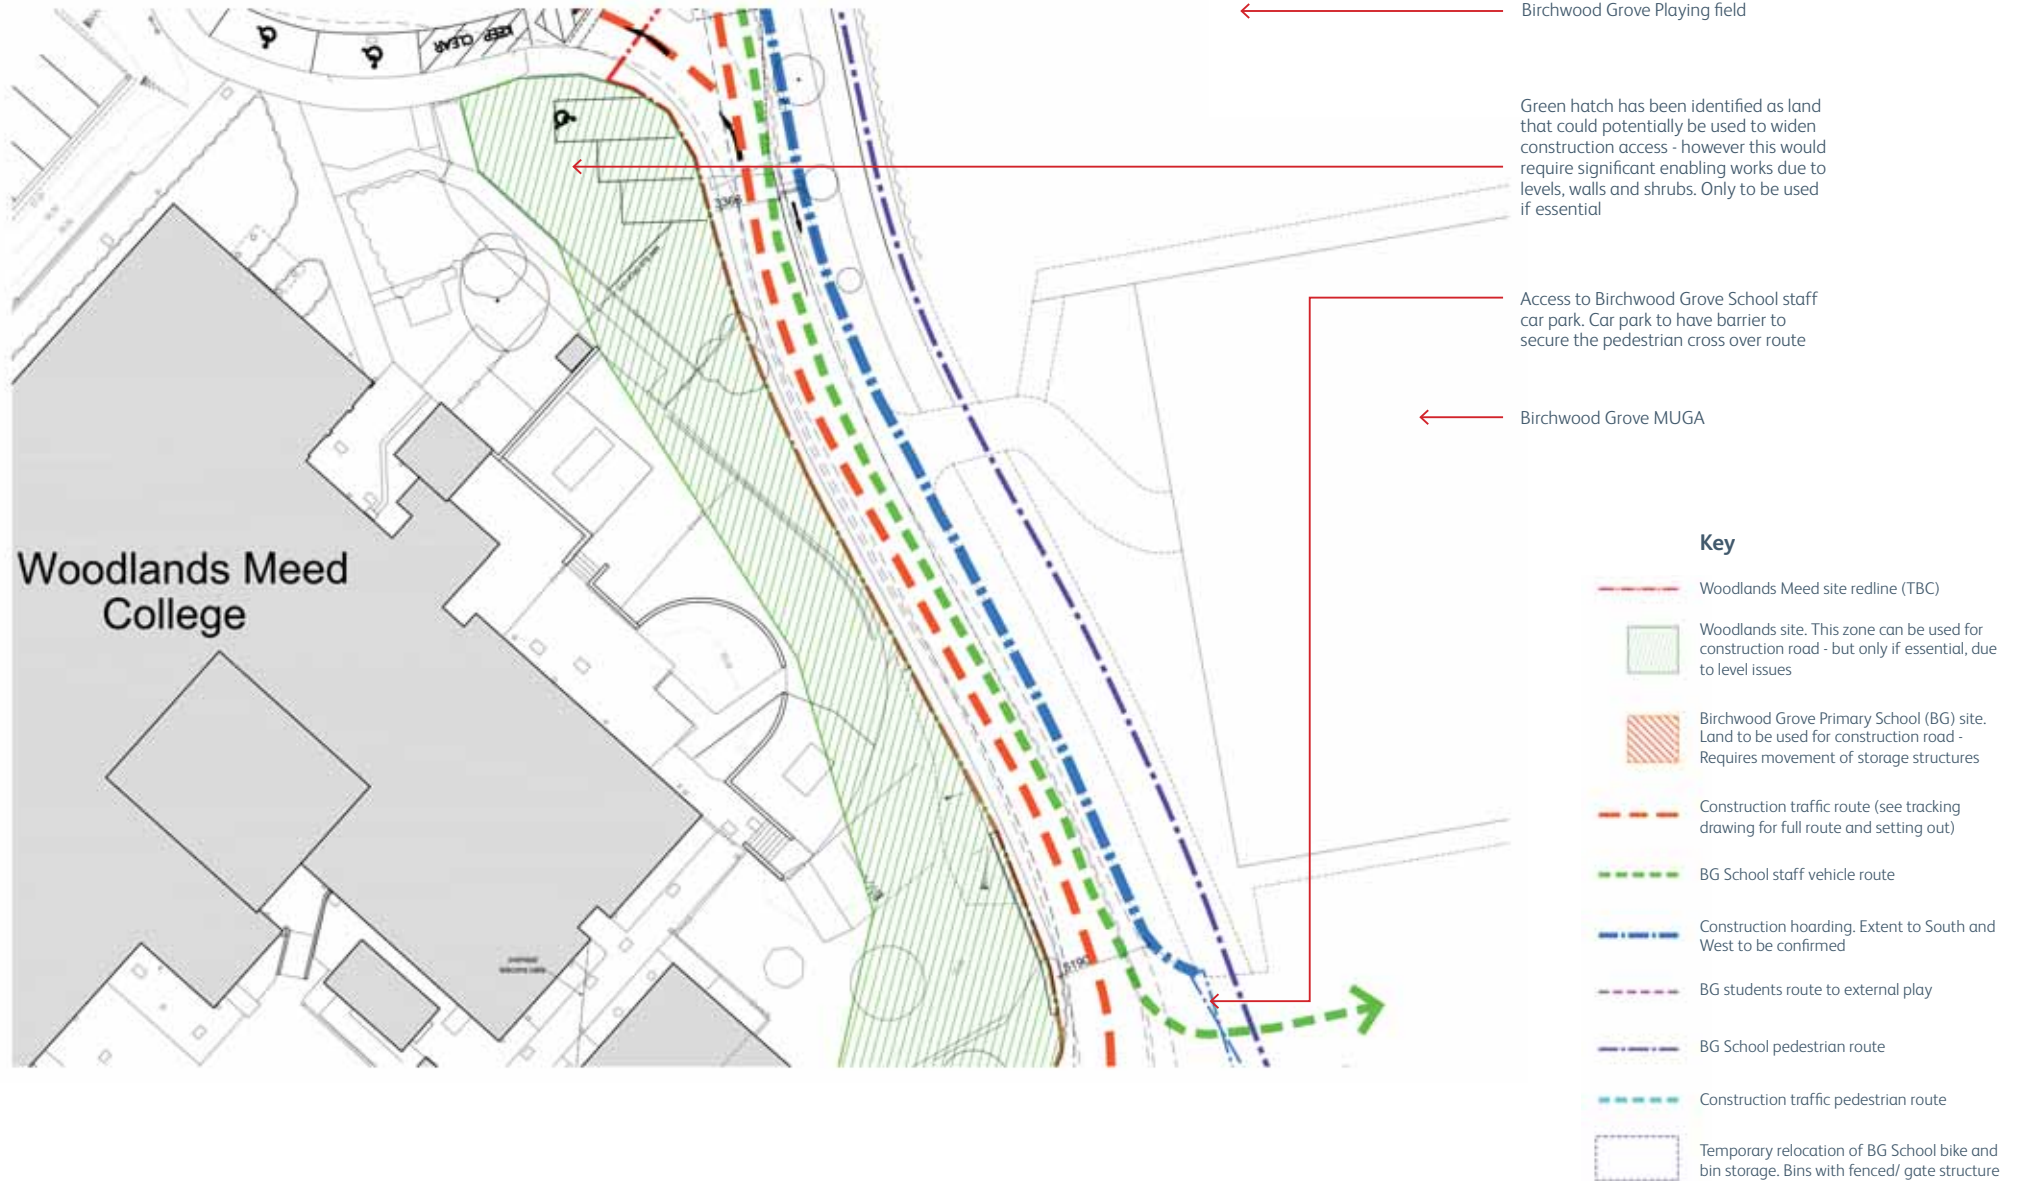 Birchwood Grove Playing field
KEEP CLEAR
Green hatch has been identified as land
that could potentially be used to widen
construction access - however this would
require significant enabling works due to
levels, walls and shrubs. Only to be used
if essential
3366
Access to Birchwood Grove School staff
car park. Car park to have barrier to
secure the pedestrian cross over route
Birchwood Grove MUGA
Woodlands Meed
College
5190
Key
Woodlands Meed site redline (TBC)
Woodlands site. This zone can be used for
construction road - but only if essential, due
to level issues
Birchwood Grove Primary School (BG) site.
Land to be used for construction road -
Requires movement of storage structures
Construction traffic route (see tracking
drawing for full route and setting out)
BG School staff vehicle route
Construction hoarding. Extent to South and
West to be confirmed
BG students route to external play
BG School pedestrian route
Construction traffic pedestrian route
Temporary relocation of BG School bike and
bin storage. Bins with fenced/ gate structure